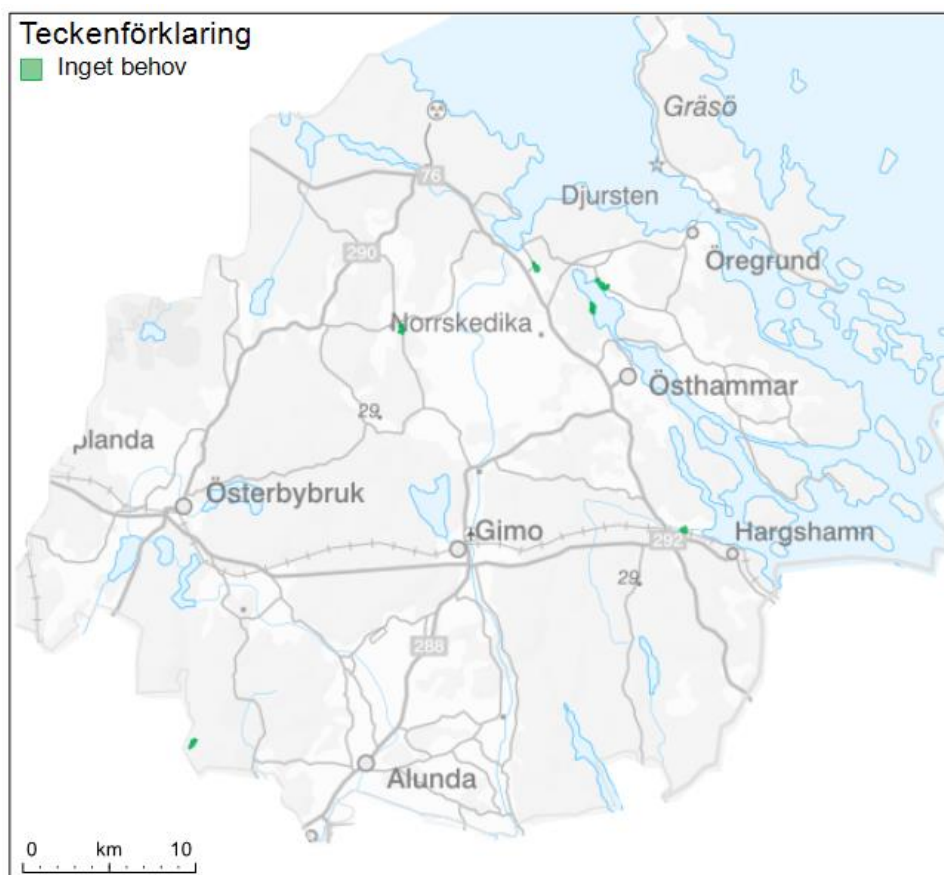 Teckenförklaring
Inget behov
Gräsö
76
Djursten
290
Öregrund
Norrskedika
Östhammar
29
planda
Österbybruk
Gimo
292
Hargshamn
29
288
Alunda
0 km 10